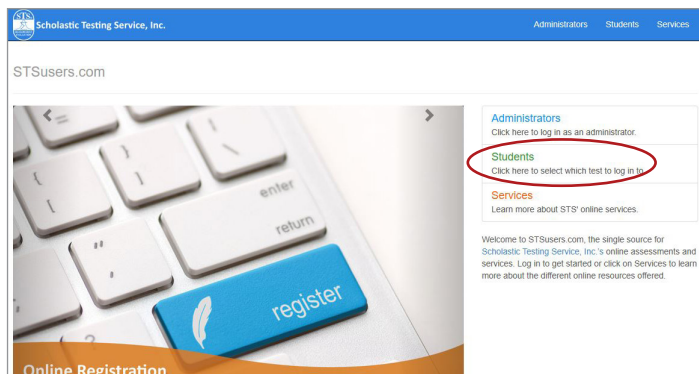 STS
Scholastic Testing Service, Inc.
Administrators Students Services
STSusers.com
Administrators
Click here to log in as an administrator.
Students
Click here to select which test to log in to.
Services
Learn more about STS' online services.
Welcome to STSusers.com, the single source for
Scholastic Testing Service, Inc.'s online assessments and
services. Log in to get started or click on Services to learn
more about the different online resources offered.
enter
return
register
Online Registration